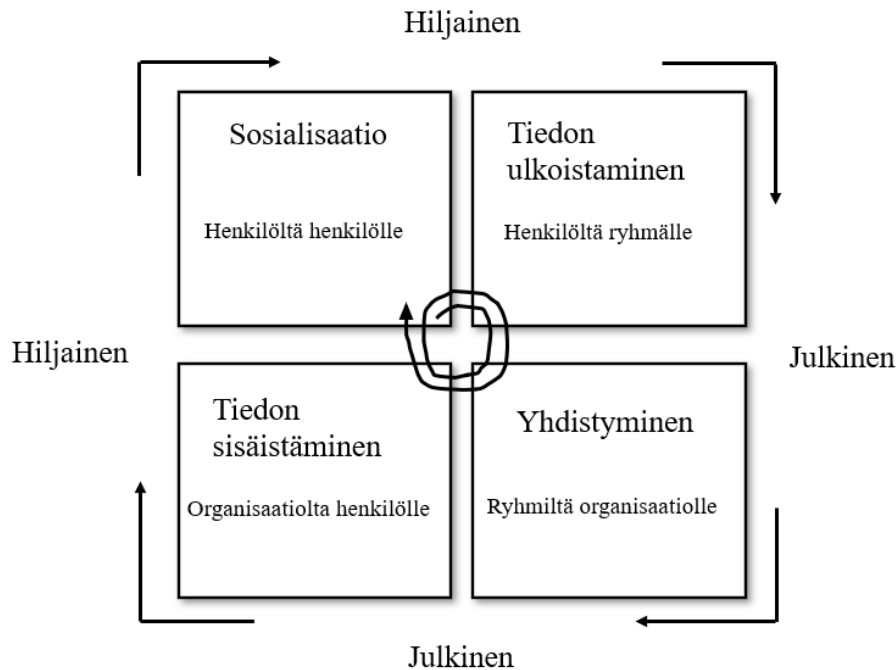 Hiljainen
Sosialisaatio
Henkilöltä henkilölle
Tiedon
ulkoistaminen
Henkilöltä ryhmälle
Hiljainen
Julkinen
Tiedon
sisäistäminen
Organisaatiolta henkilölle
Yhdistyminen
Ryhmiltä organisaatiolle
Julkinen